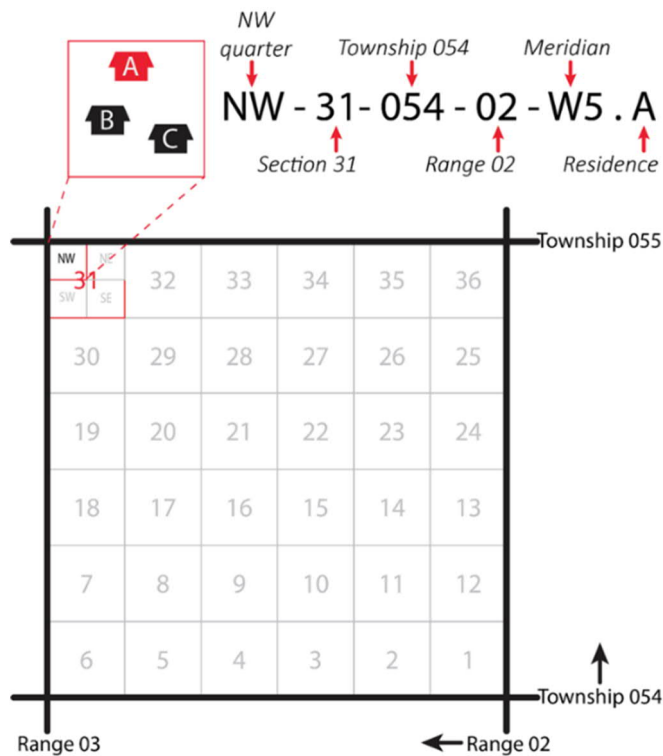 NW
quarter
Township 054
Meridian
A
B
C
NW - 31 - 054 - 02 - W5 . A
Section 31
Range 02
Residence
Township 055
NW NE
31 32 33 34 35 36
SW SE
30 29 28 27 26 25
19 20 21 22 23 24
18 17 16 15 14 13
7 8 9 10 11 12
6 5 4 3 2 1
Township 054
Range 03
Range 02